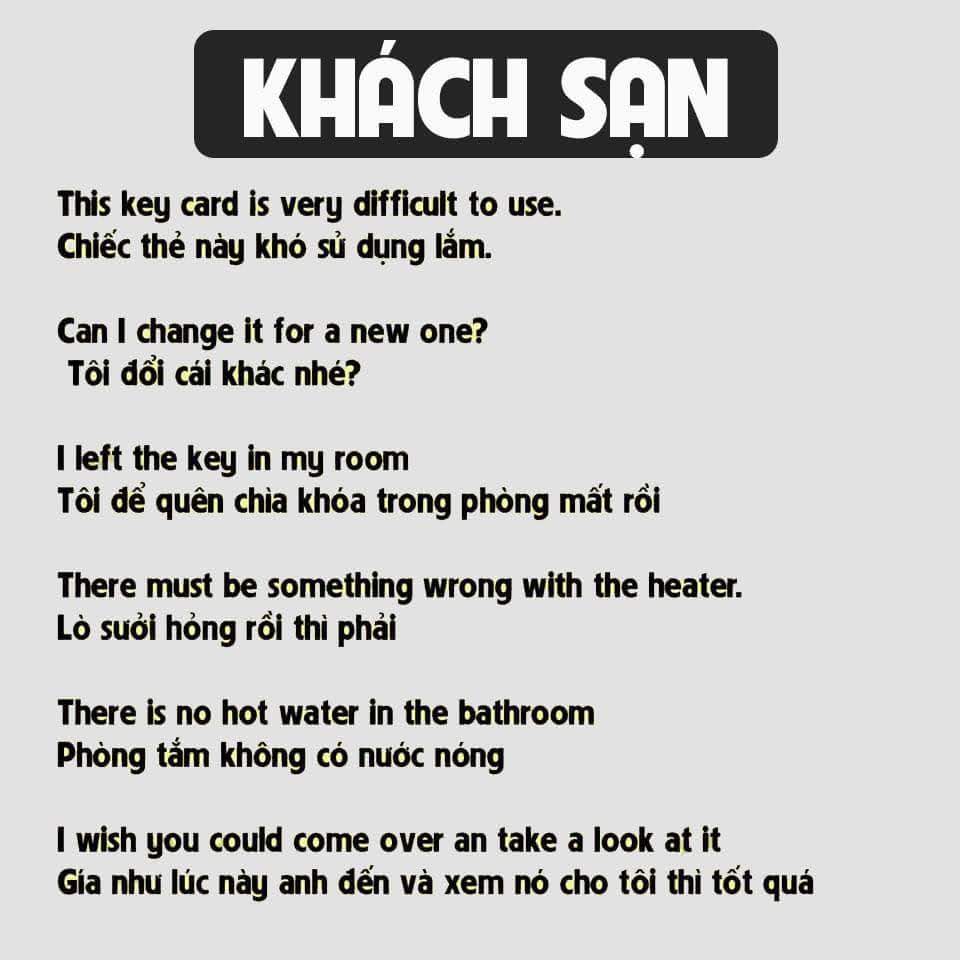 KHÁCH SẠN
This key card is very difficult to use.
Chiếc thẻ này khó sử dụng lắm.
Can I change it for a new one?
Tôi đổi cái khác nhé?
I left the key in my room
Tôi để quên chìa khóa trong phòng mất rồi
There must be something wrong with the heater.
Lò sưởi hỏng rồi thì phải
There is no hot water in the bathroom
Phòng tắm không có nước nóng
I wish you could come over an take a look at it
Gía như lúc này anh đến và xem nó cho tôi thì tốt quá